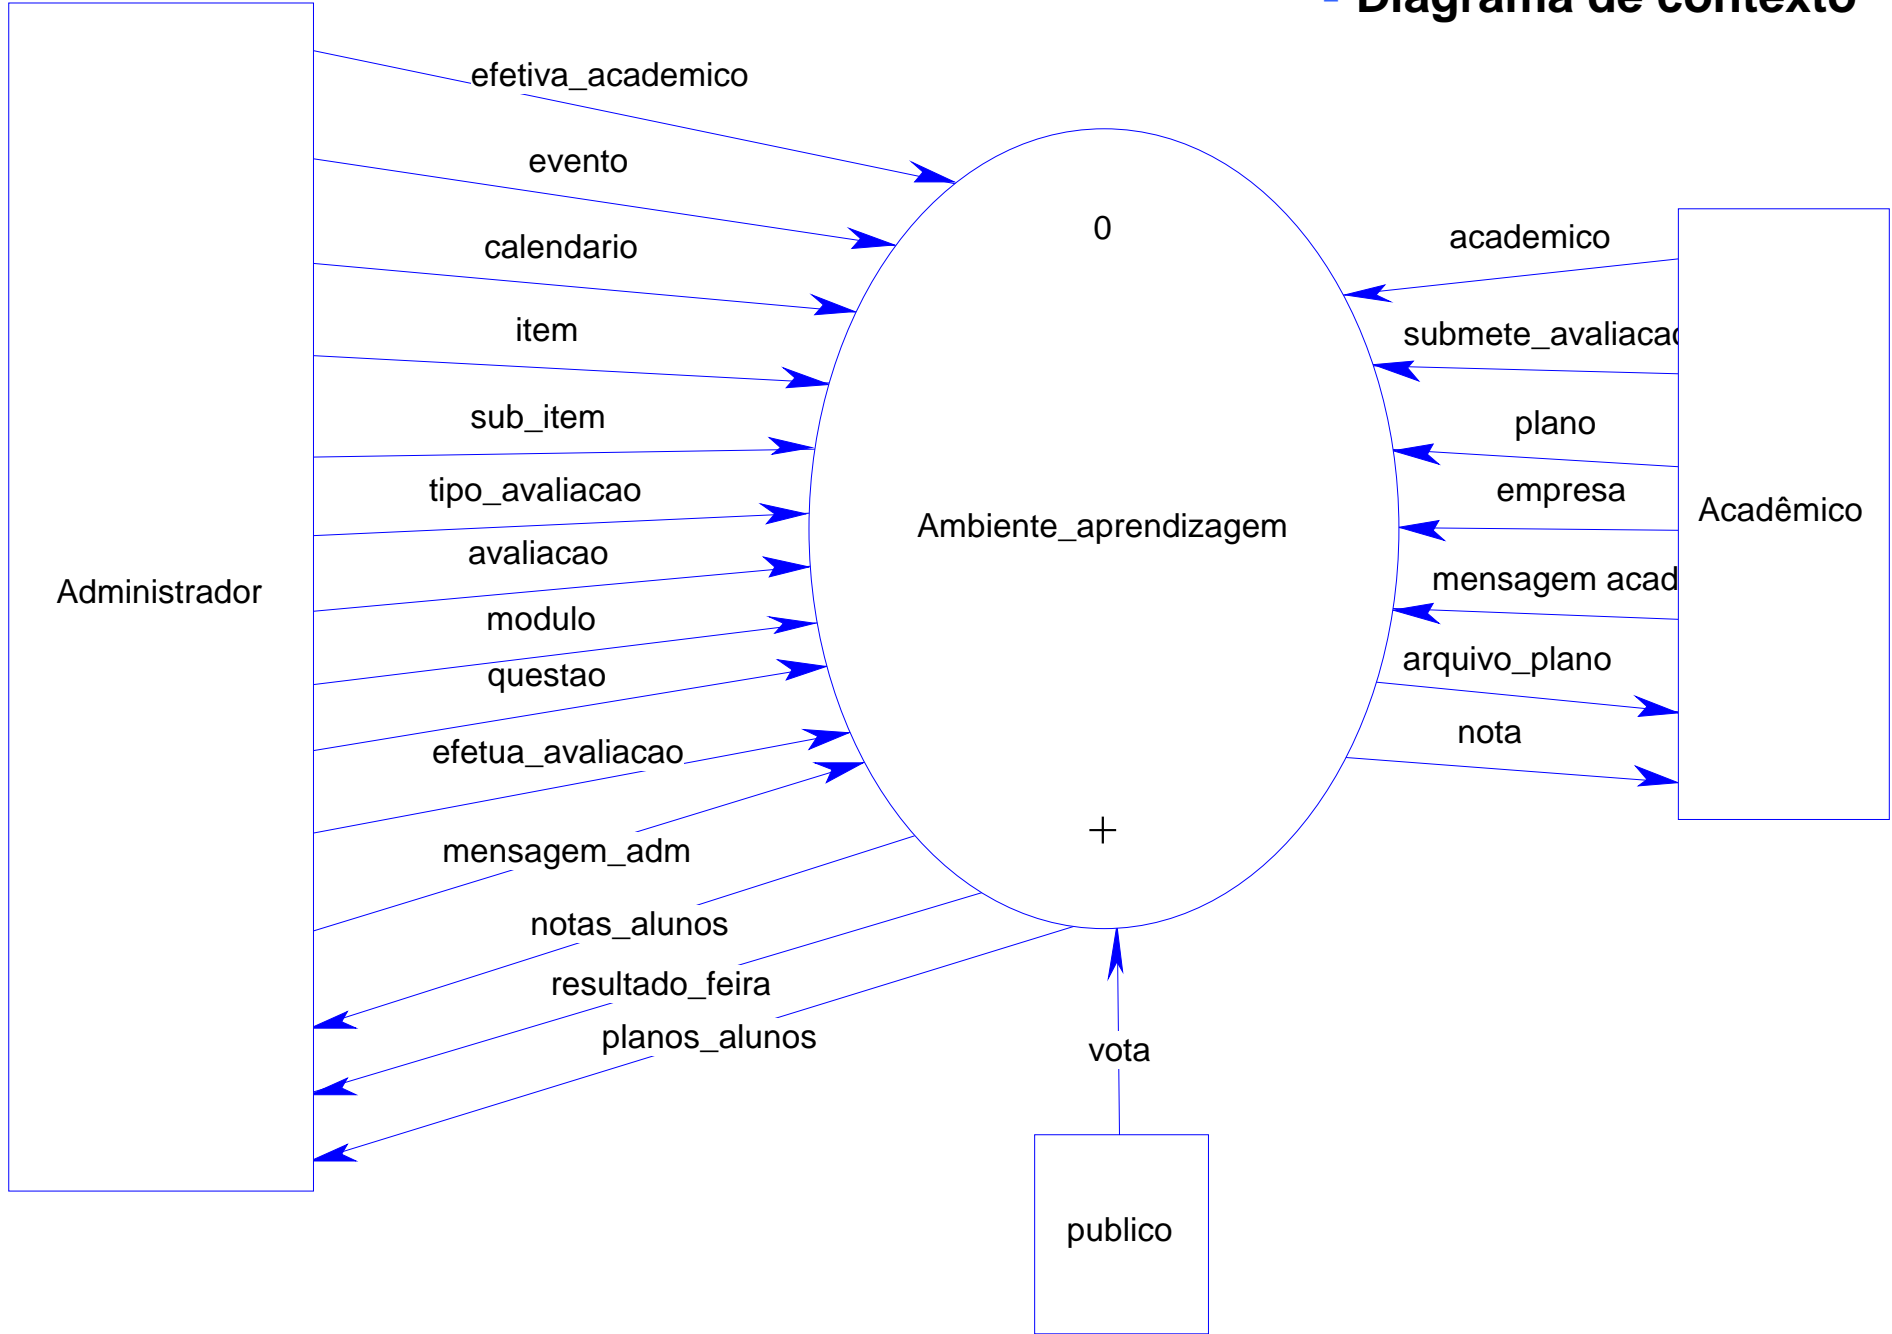 - Diagrama de contexto
efetiva_academico
evento
calendario
item
sub_item
tipo_avaliacao
avaliacao
modulo
questao
efetua_avaliacao
mensagem_adm
notas_alunos
resultado_feira
planos_alunos
Administrador
0
Ambiente_aprendizagem
+
vota
publico
academico
submete_avaliacao
plano
empresa
mensagem acad
arquivo_plano
nota
Acadêmico